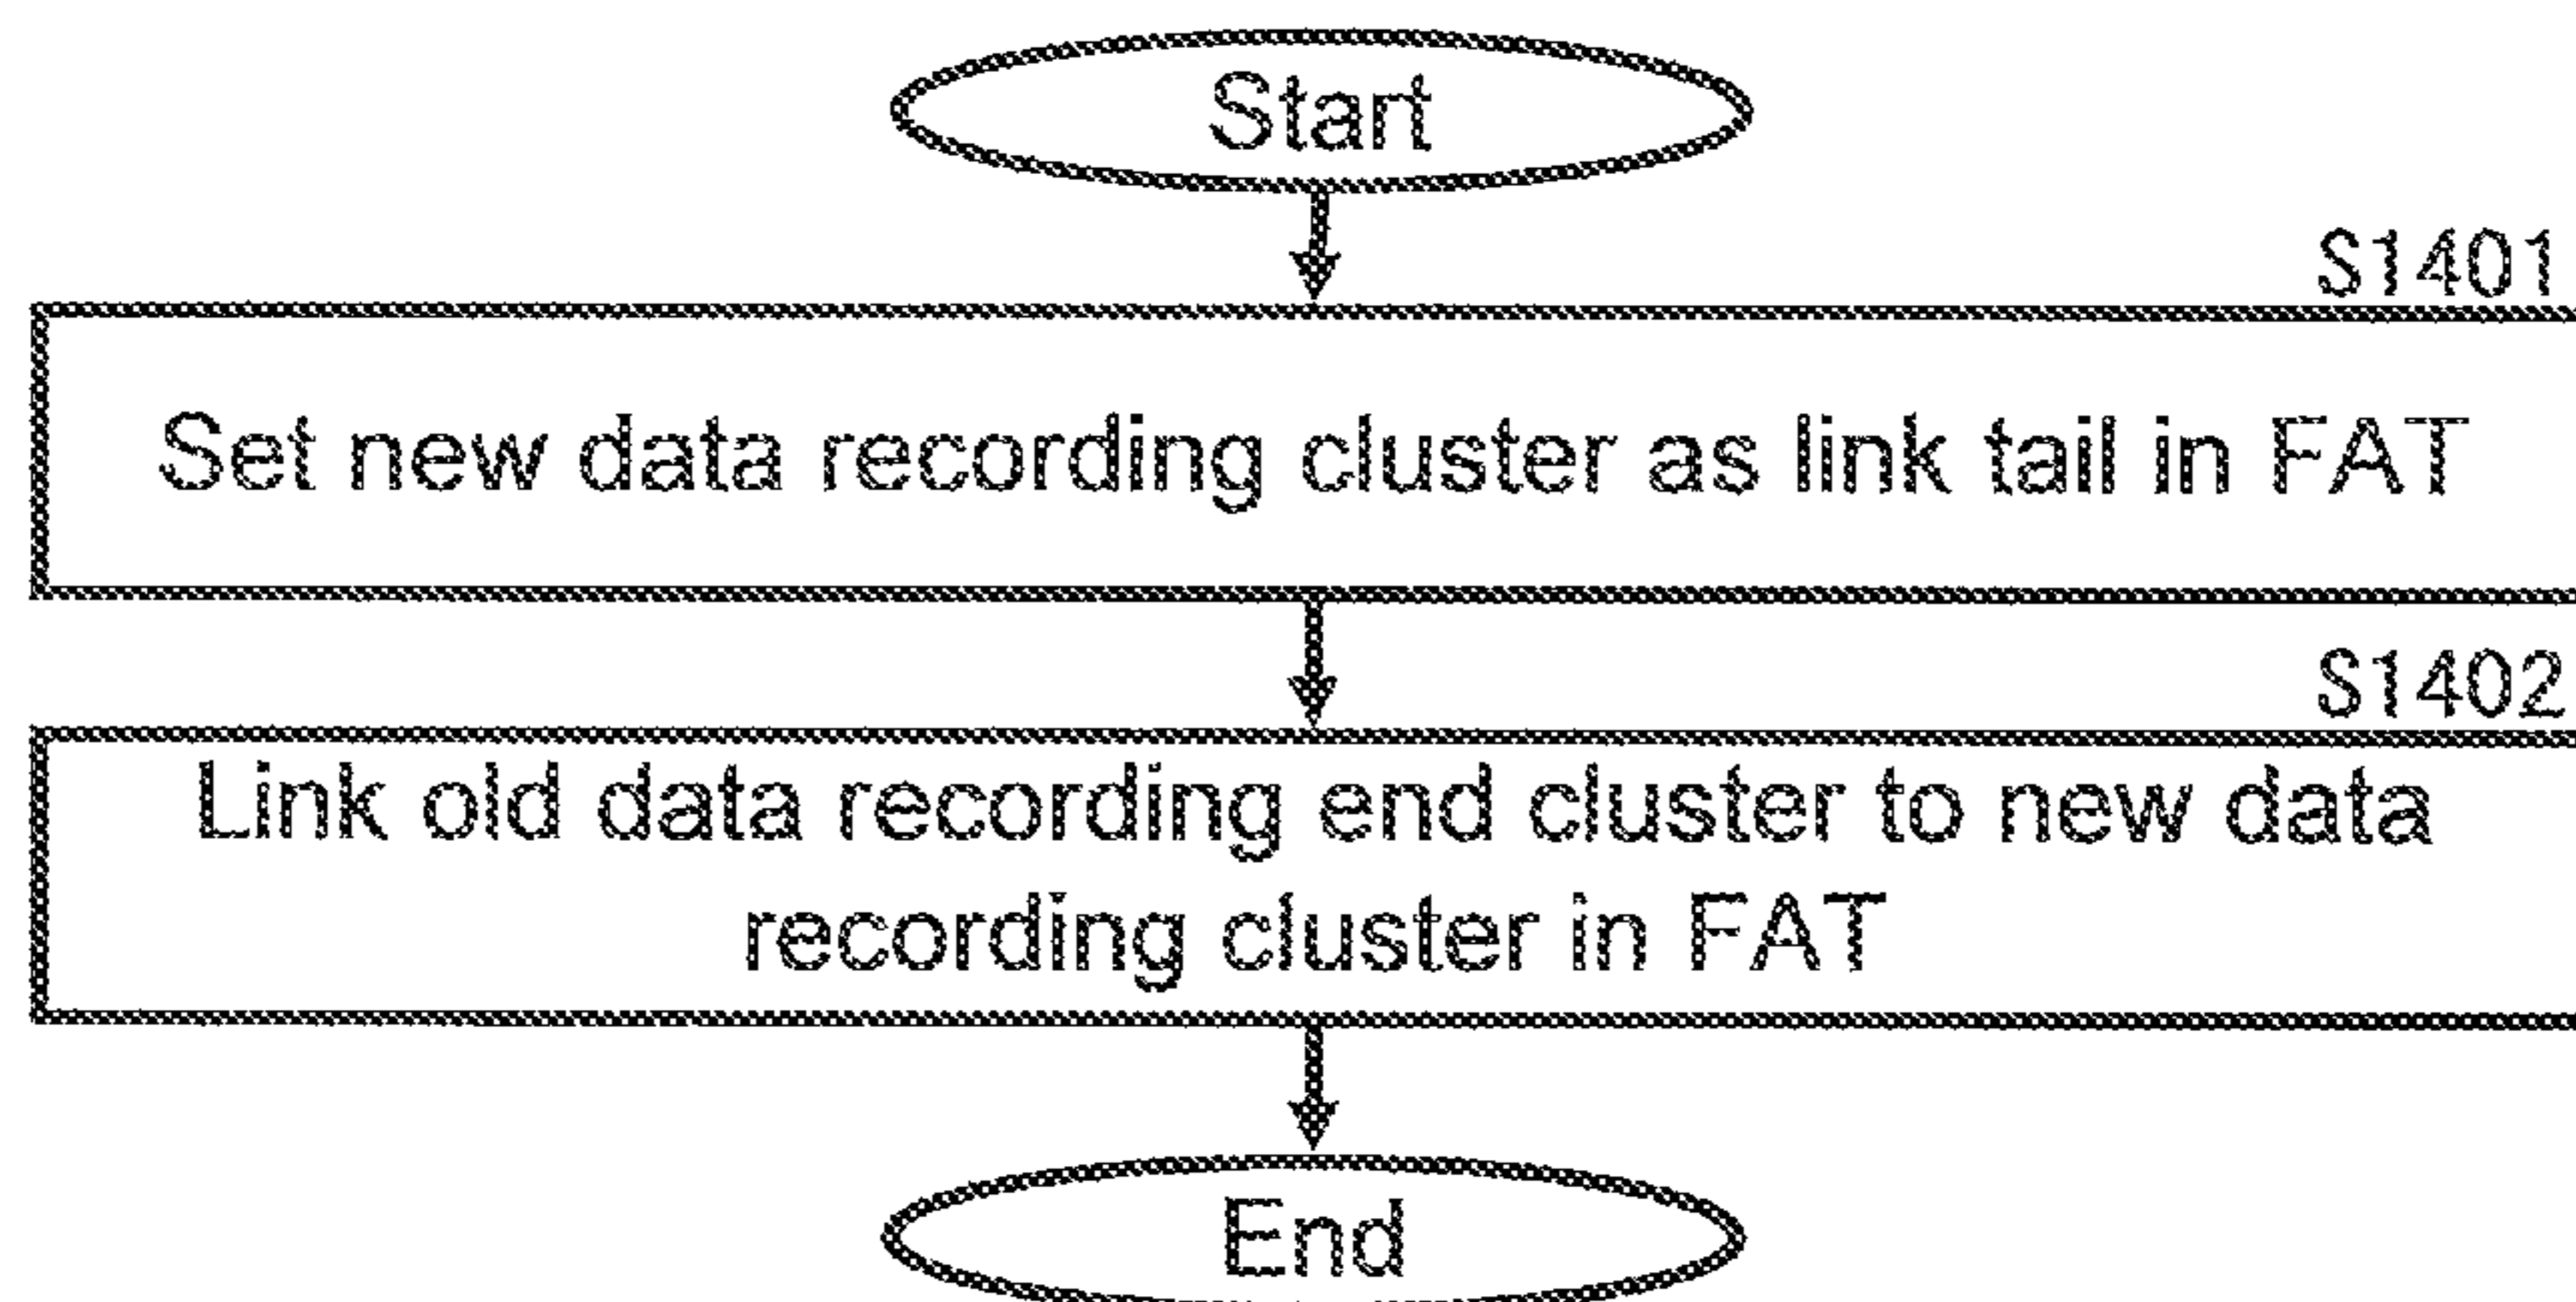 Start
S1401
Set new data recording cluster as link tail in FAT
S1402
Link old data recording end cluster to new data
recording cluster in FAT
End